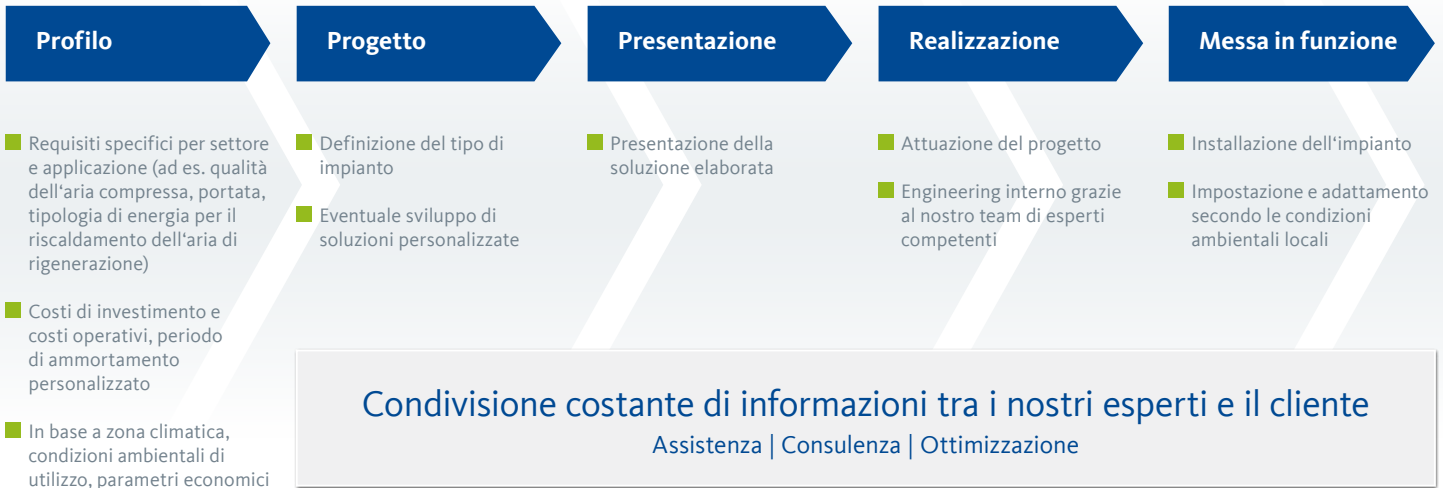 Profilo
Requisiti specifici per settore
e applicazione (ad es. qualità
dell‘aria compressa, portata,
tipologia di energia per il
riscaldamento dell‘aria di
rigenerazione)
Costi di investimento e
costi operativi, periodo
di ammortamento
personalizzato
In base a zona climatica,
condizioni ambientali di
utilizzo, parametri economici
Progetto
Definizione del tipo di
impianto
Eventuale sviluppo di
soluzioni personalizzate
Presentazione
Presentazione della
soluzione elaborata
Realizzazione
Attuazione del progetto
Engineering interno grazie
al nostro team di esperti
competenti
Messa in funzione
Installazione dell‘impianto
Impostazione e adattamento
secondo le condizioni
ambientali locali
Condivisione costante di informazioni tra i nostri esperti e il cliente
Assistenza | Consulenza | Ottimizzazione